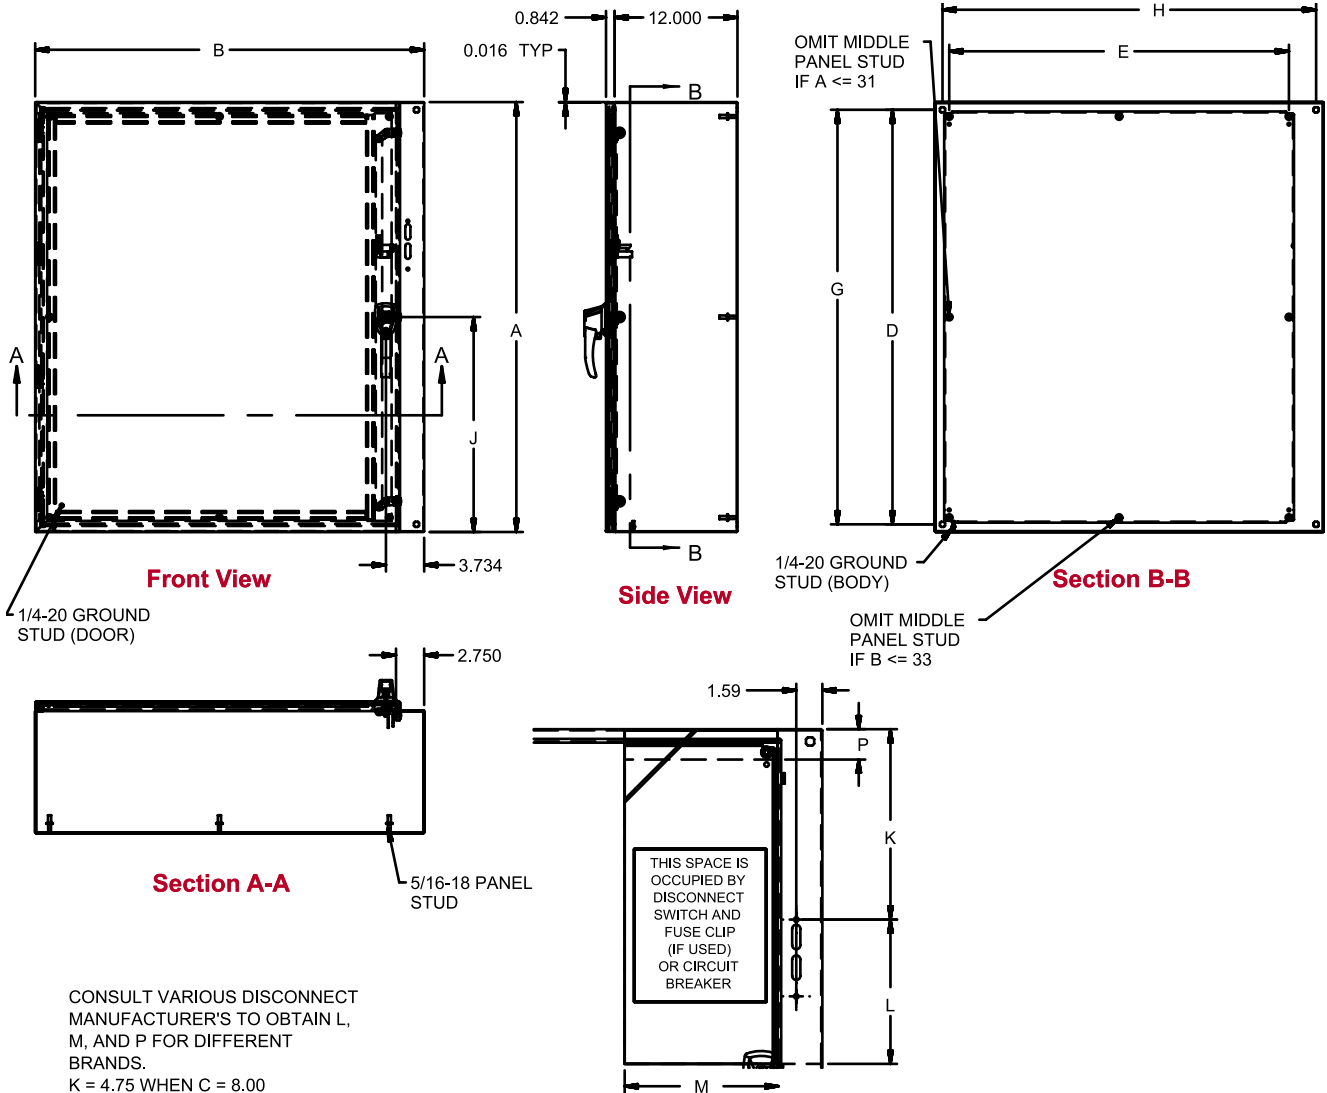 B
0.842
12.000
0.016 TYP
B
OMIT MIDDLE
PANEL STUD
IF A <= 31
H
E
A
A
A
J
G
D
B
3.734
Front View
Side View
1/4-20 GROUND
STUD (BODY)
Section B-B
1/4-20 GROUND
STUD (DOOR)
OMIT MIDDLE
PANEL STUD
IF B <= 33
2.750
1.59
P
K
L
M
Section A-A
5/16-18 PANEL
STUD
THIS SPACE IS
OCCUPIED BY
DISCONNECT
SWITCH AND
FUSE CLIP
(IF USED)
OR CIRCUIT
BREAKER
CONSULT VARIOUS DISCONNECT
MANUFACTURER'S TO OBTAIN L,
M, AND P FOR DIFFERENT
BRANDS.
K = 4.75 WHEN C = 8.00